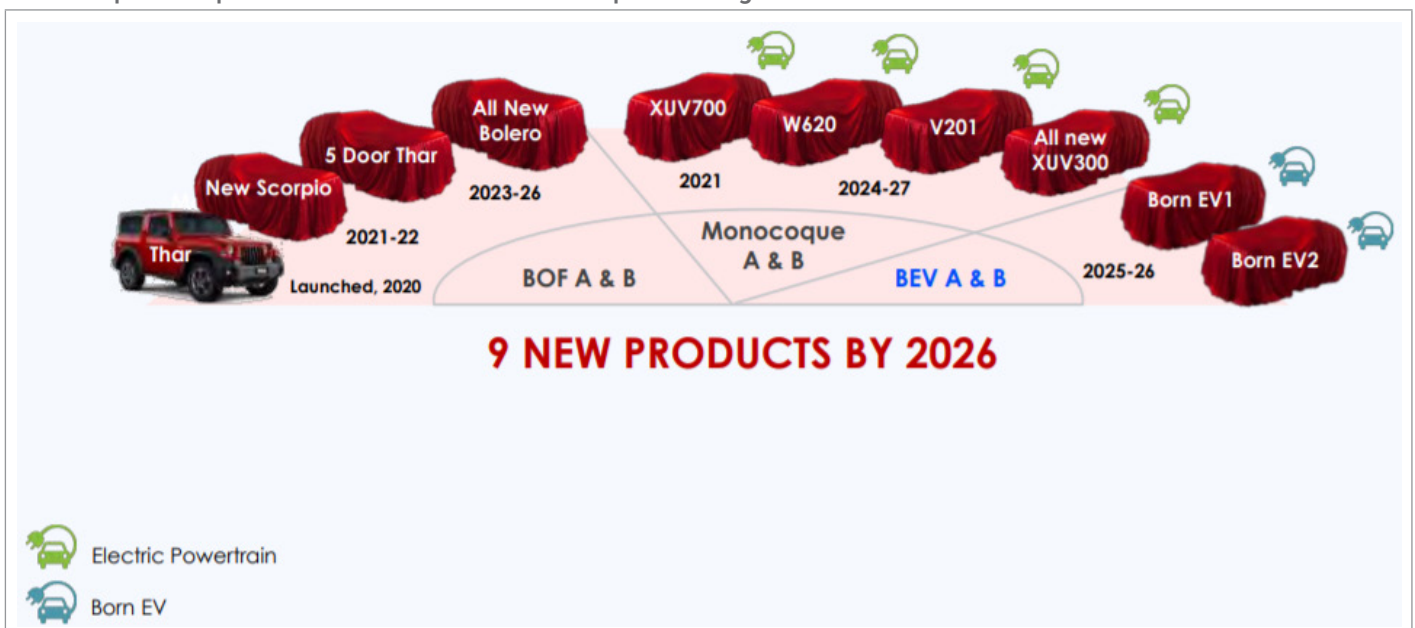 All New
Bolero
5 Door Thar
New Scorpio
Thar
Launched, 2020
2021-22
2023-26
XUV700
W620
V201
All new
XUV300
2021
2024-27
Born EV1
Born EV2
2025-26
BOF A & B
Monocoque
A & B
BEV A & B
9 NEW PRODUCTS BY 2026
Electric Powertrain
Born EV